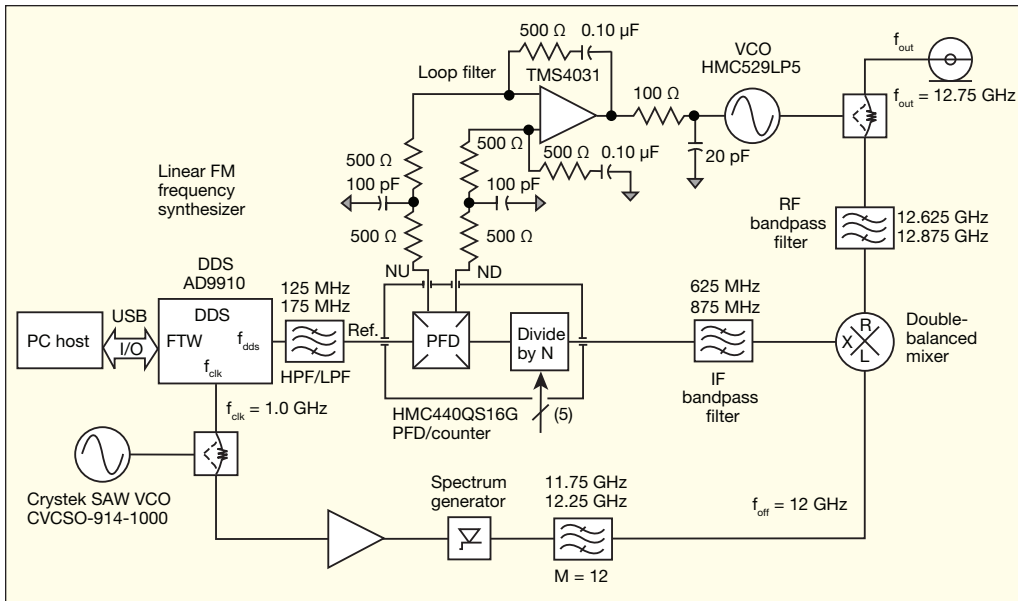 500 Ω
0.10 µF
TMS4031
Loop filter
100 Ω
VCO
HMC529LP5
f_out
f_out = 12.75 GHz
500 Ω
500 Ω
500 Ω
0.10 µF
20 pF
100 pF
100 pF
500 Ω
500 Ω
Linear FM
frequency
synthesizer
RF
bandpass
filter
12.625 GHz
12.875 GHz
NU
ND
DDS
AD9910
125 MHz
175 MHz
625 MHz
875 MHz
PC host
USB
I/O
DDS
FTW
f_dds
f_clk
HPF/LPF
Ref.
PFD
Divide
by N
(5)
HMC440QS16G
PFD/counter
IF
bandpass
filter
R
X
L
Double-
balanced
mixer
f_clk = 1.0 GHz
Crystek SAW VCO
CVCSO-914-1000
Spectrum
generator
11.75 GHz
12.25 GHz
M = 12
f_off = 12 GHz